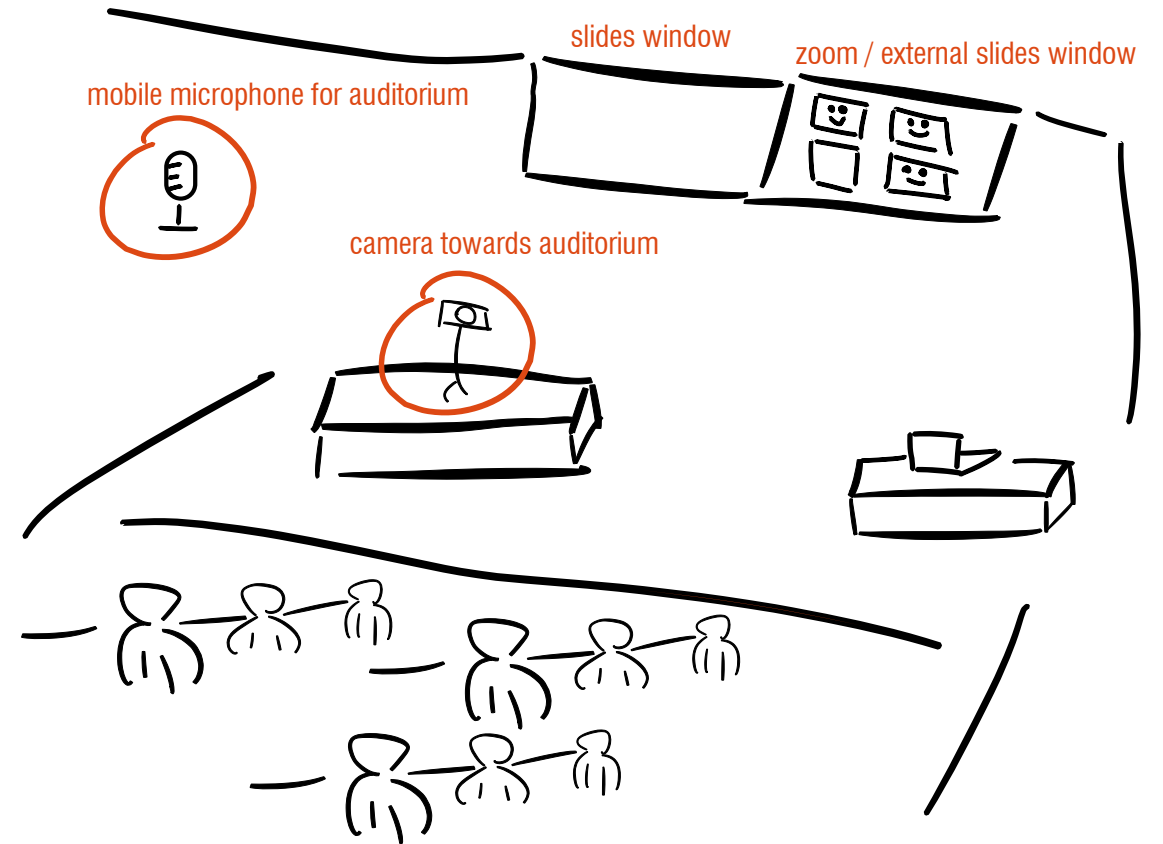 slides window
zoom / external slides window
mobile microphone for auditorium
camera towards auditorium